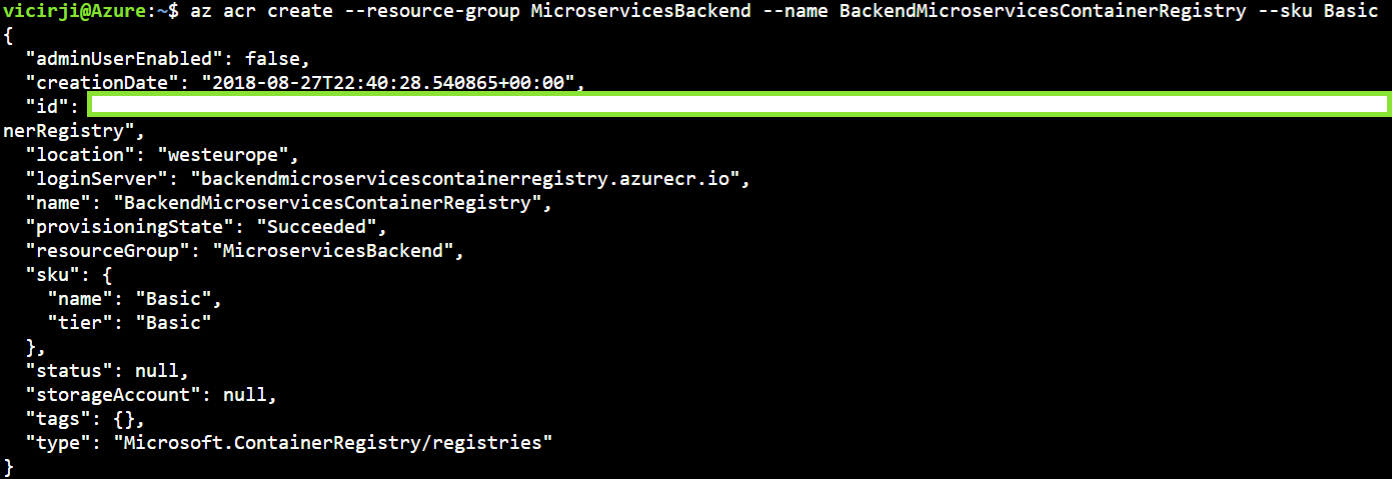 vicirji@Azure:~$ az acr create --resource-group MicroservicesBackend --name BackendMicroservicesContainerRegistry --sku Basic
{
  "adminUserEnabled": false,
  "creationDate": "2018-08-27T22:40:28.540865+00:00",
  "id":
nerRegistry",
  "location": "westeurope",
  "loginServer": "backendmicroservicescontainerregistry.azurecr.io",
  "name": "BackendMicroservicesContainerRegistry",
  "provisioningState": "Succeeded",
  "resourceGroup": "MicroservicesBackend",
  "sku": {
    "name": "Basic",
    "tier": "Basic"
  },
  "status": null,
  "storageAccount": null,
  "tags": {},
  "type": "Microsoft.ContainerRegistry/registries"
}